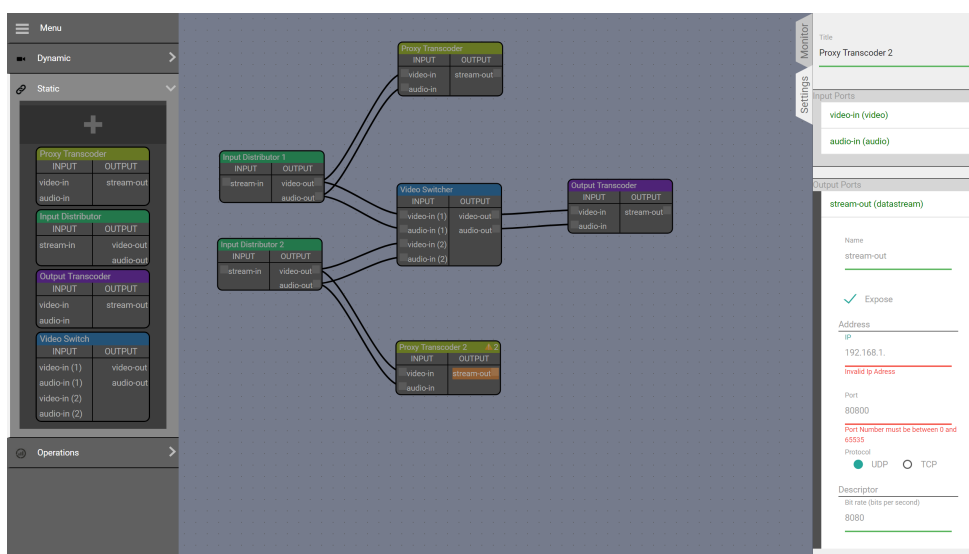 Menu
Dynamic
Static
Proxy Transcoder
INPUT OUTPUT
video-in stream-out
audio-in
Input Distributor
INPUT OUTPUT
stream-in video-out
audio-out
Output Transcoder
INPUT OUTPUT
video-in stream-out
audio-in
Video Switch
INPUT OUTPUT
video-in (1) video-out
audio-in (1) audio-out
video-in (2)
audio-in (2)
Operations
Proxy Transcoder
INPUT OUTPUT
video-in stream-out
audio-in
Input Distributor 1
INPUT OUTPUT
stream-in video-out
audio-out
Input Distributor 2
INPUT OUTPUT
stream-in video-out
audio-out
Video Switcher
INPUT OUTPUT
video-in (1) video-out
audio-in (1) audio-out
video-in (2)
audio-in (2)
Output Transcoder
INPUT OUTPUT
video-in stream-out
audio-in
Proxy Transcoder 2 2
INPUT OUTPUT
video-in stream-out
audio-in
Monitor
Settings
Title
Proxy Transcoder 2
Input Ports
video-in (video)
audio-in (audio)
Output Ports
stream-out (datastream)
Name
stream-out
Expose
Address
IP
192.168.1.
Invalid Ip Adress
Port
80800
Port Number must be between 0 and
65535
Protocol
UDP TCP
Descriptor
Bit rate (bits per second)
8080